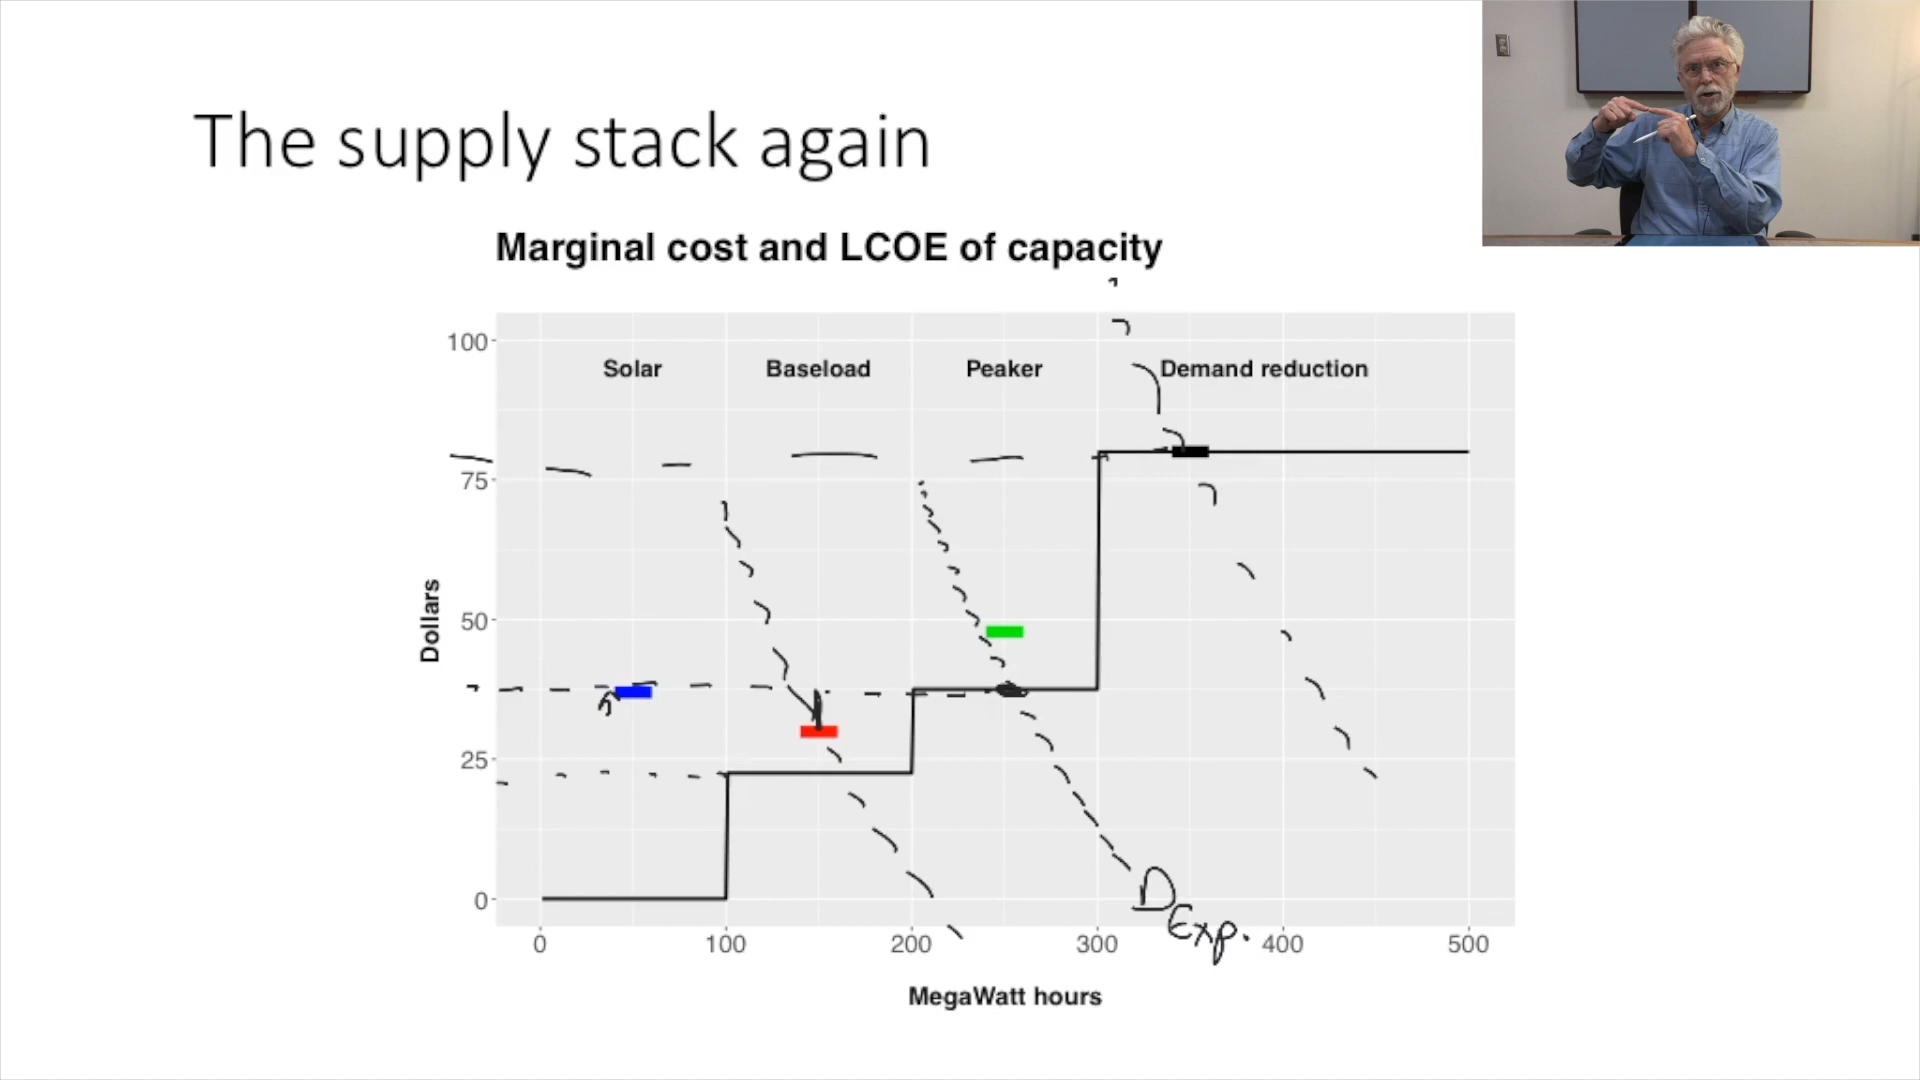 The supply stack again
Marginal cost and LCOE of capacity
100
Solar Baseload Peaker Demand reduction
75
50
25
0
Dollars
D Exp.
0 100 200 300 400 500
MegaWatt hours